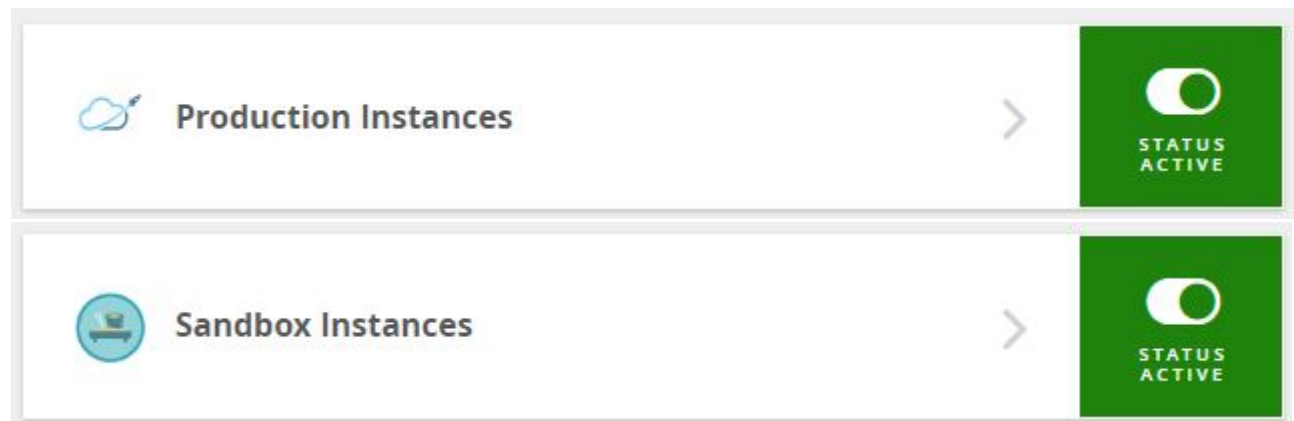 Production Instances
STATUS
ACTIVE
Sandbox Instances
STATUS
ACTIVE